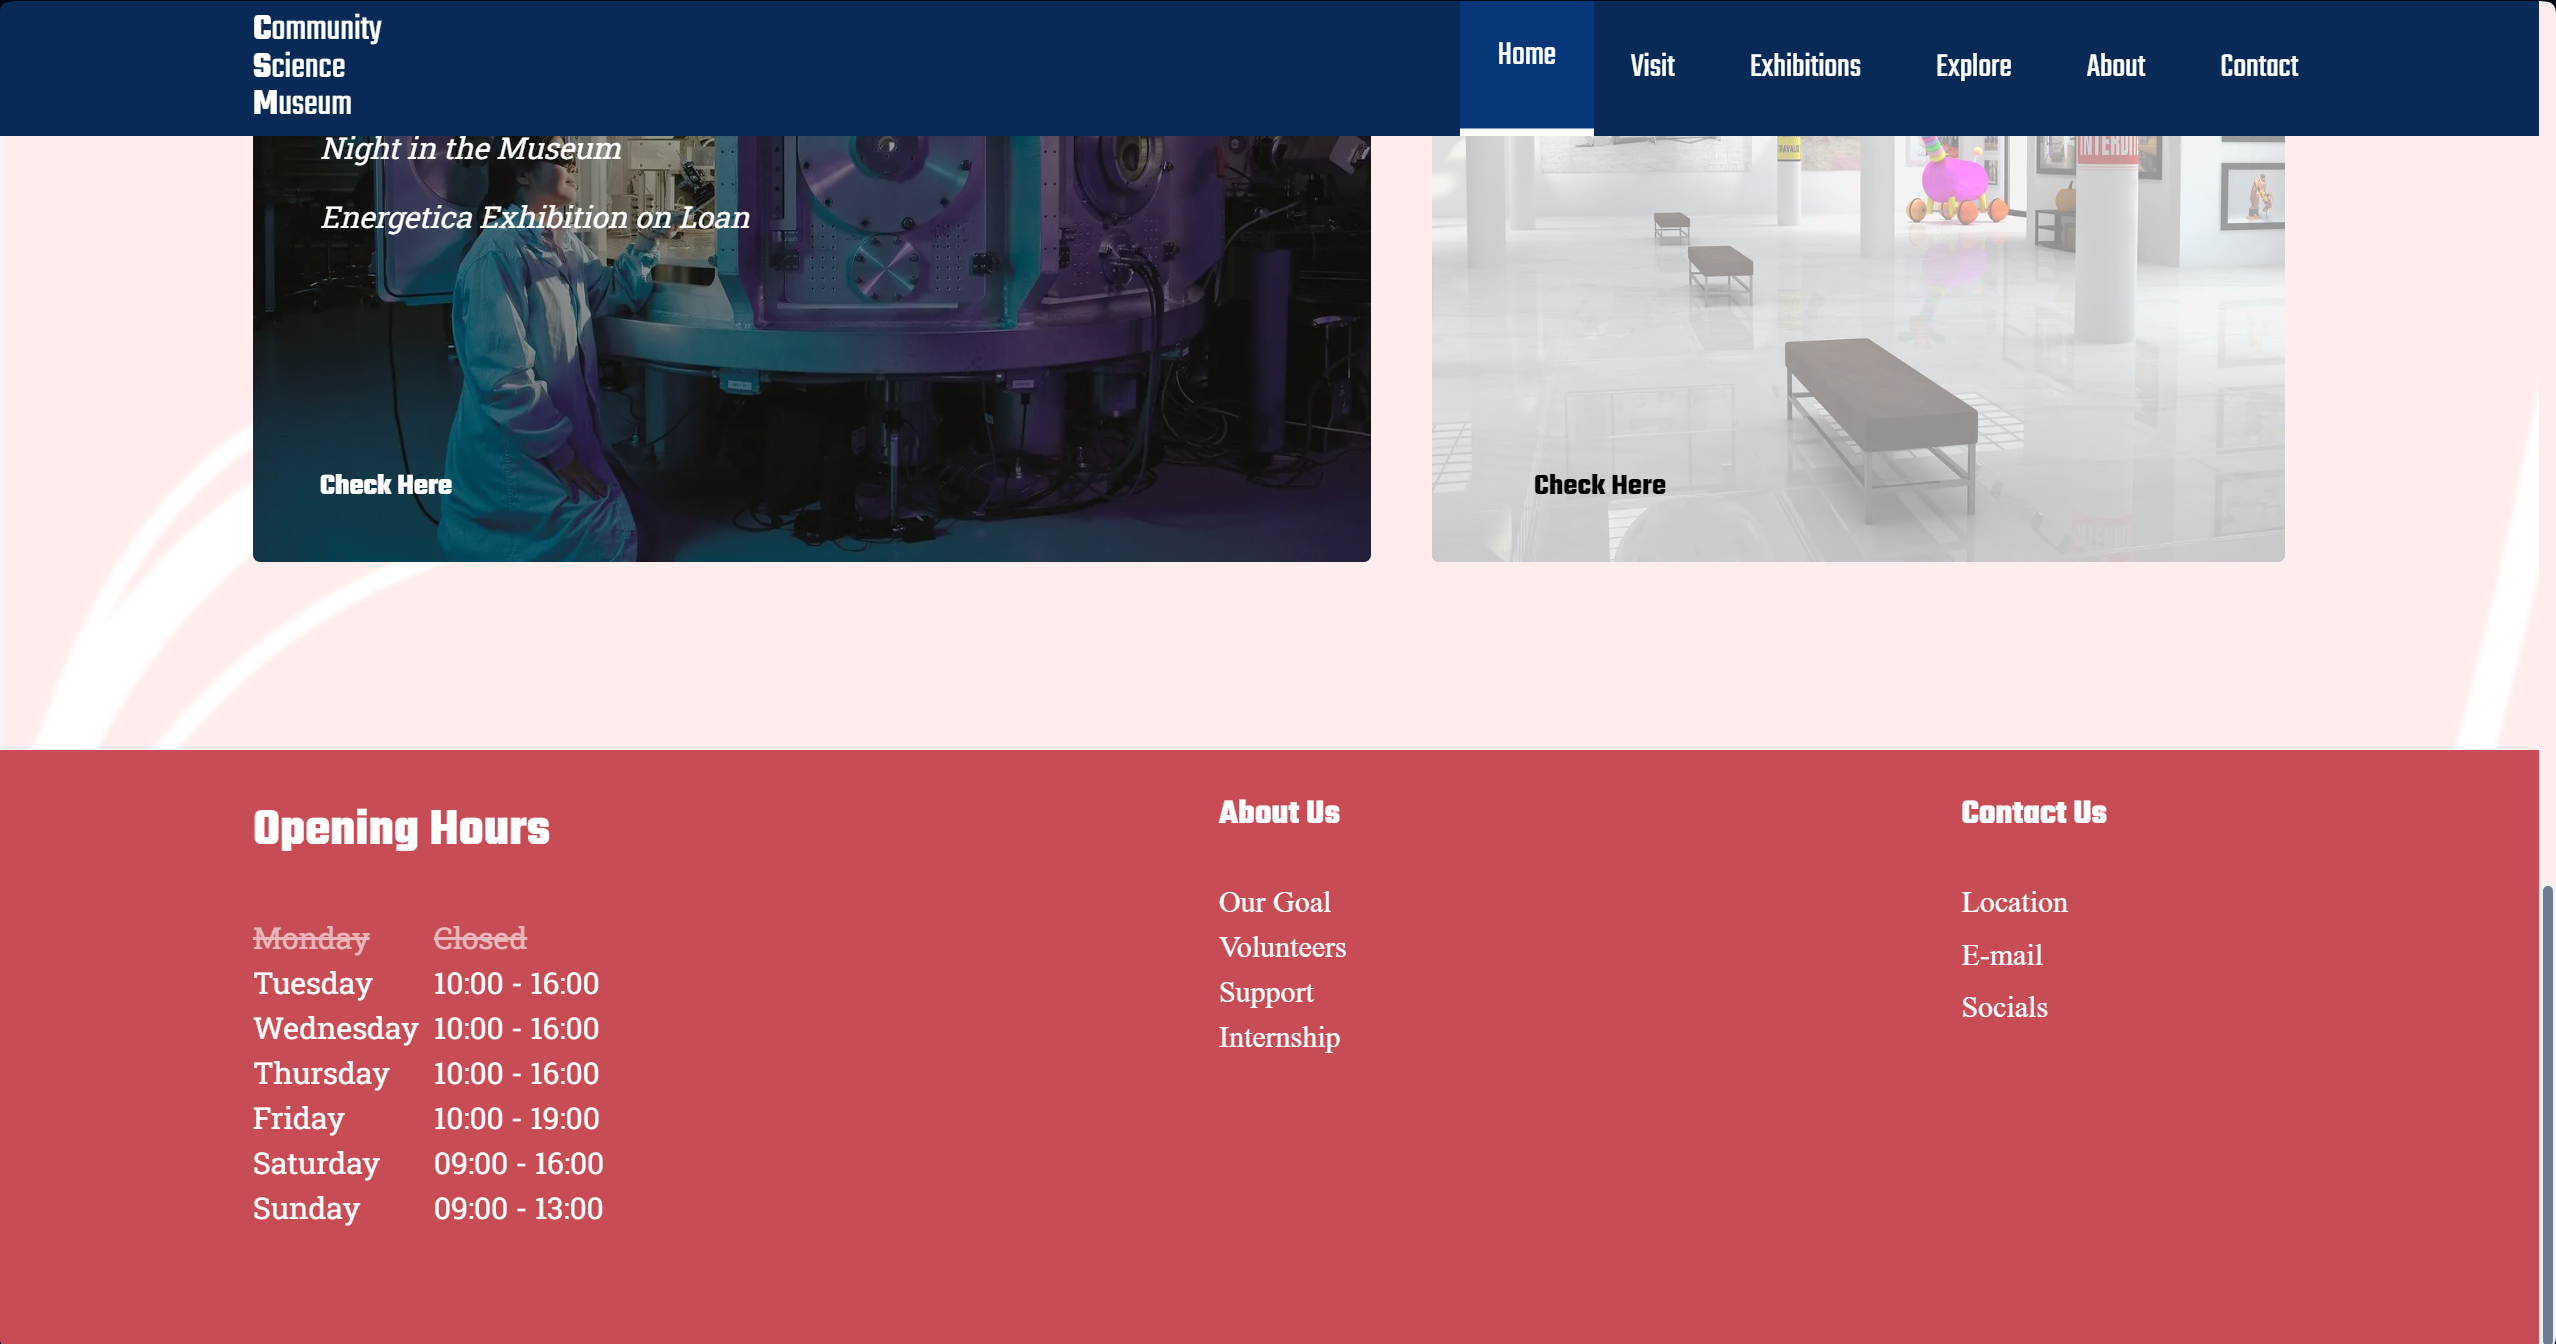 Community
Science
Museum
Home
Visit
Exhibitions
Explore
About
Contact
Night in the Museum
Energetica Exhibition on Loan
Check Here
TRAVAUX
INTERDIT
Check Here
Opening Hours
Monday Closed
Tuesday 10:00 - 16:00
Wednesday 10:00 - 16:00
Thursday 10:00 - 16:00
Friday 10:00 - 19:00
Saturday 09:00 - 16:00
Sunday 09:00 - 13:00
About Us
Our Goal
Volunteers
Support
Internship
Contact Us
Location
E-mail
Socials